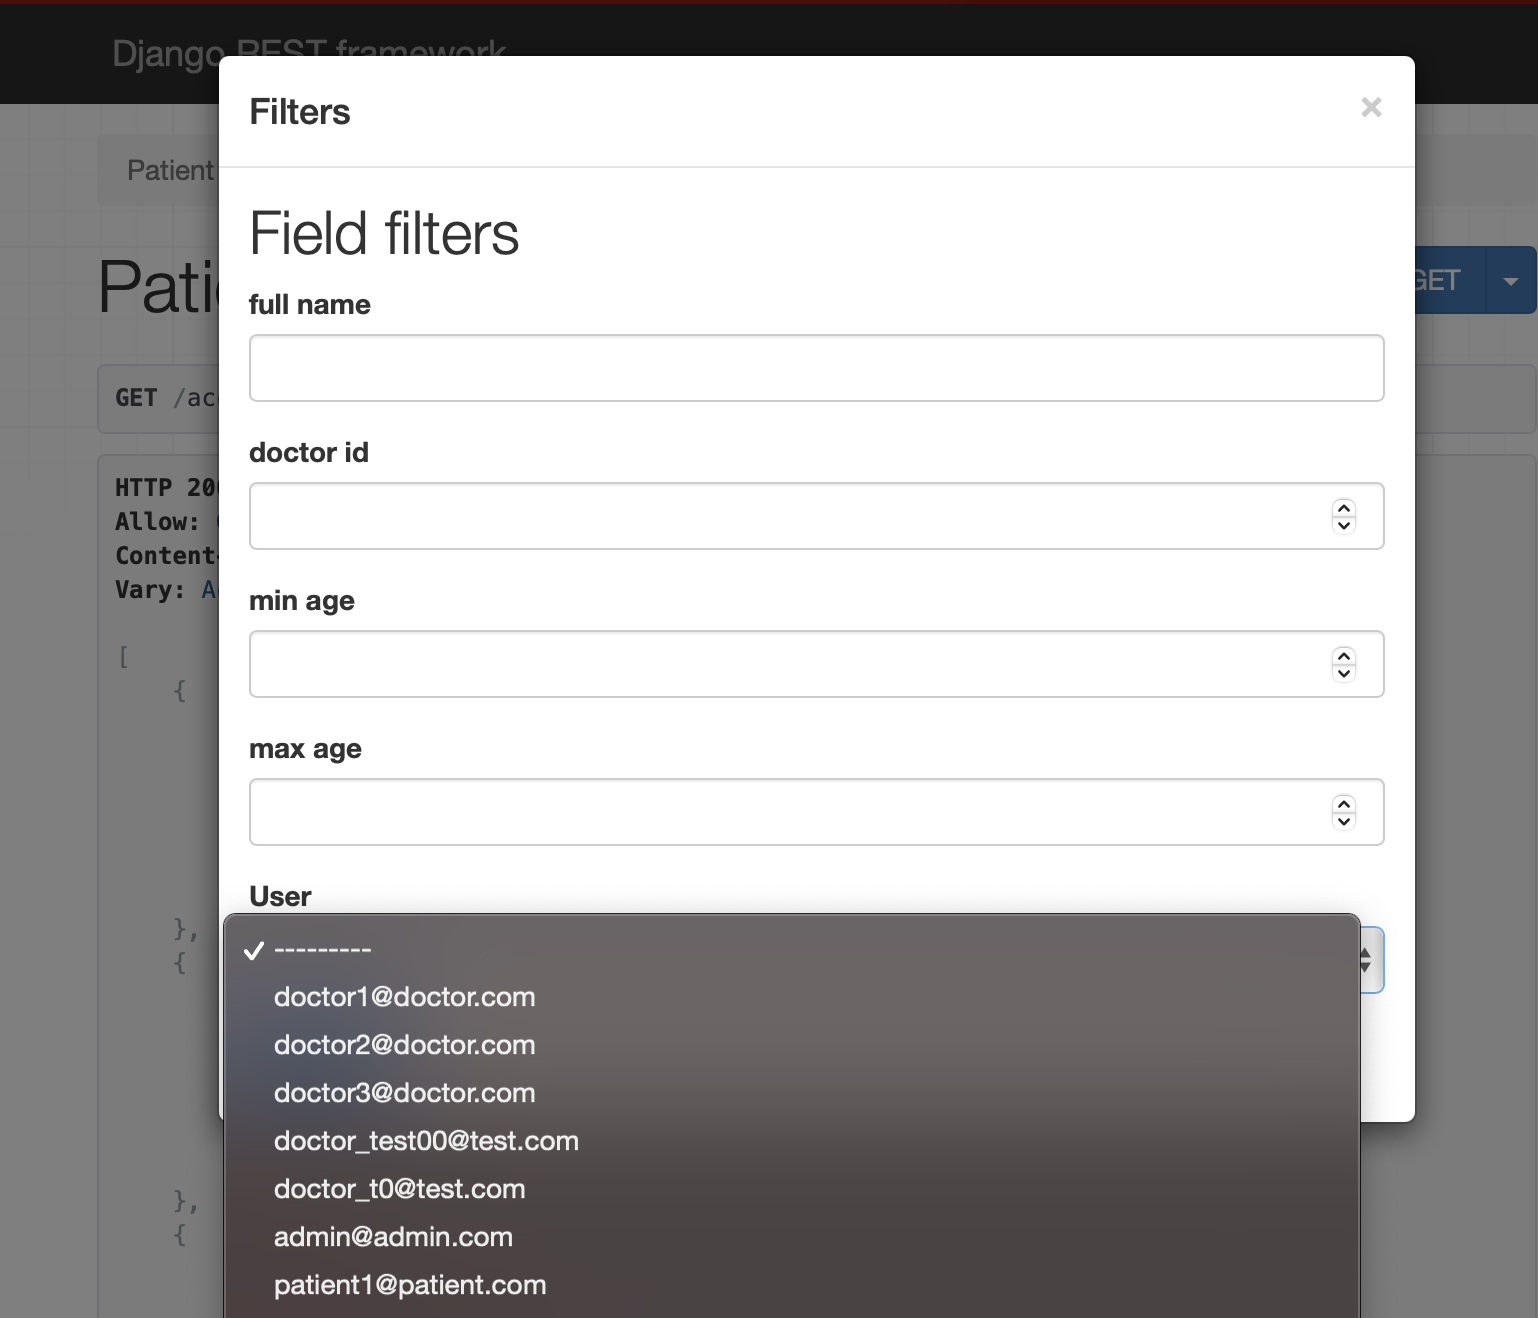 Django REST framework
Filters
×
Patient
Field filters
full name
GET
GET /ac
doctor id
HTTP 20
Allow:
Content-
Vary: A
min age
[
{
max age
User
},
{
✓ ---------
doctor1@doctor.com
doctor2@doctor.com
doctor3@doctor.com
doctor_test00@test.com
doctor_t0@test.com
},
{
admin@admin.com
patient1@patient.com